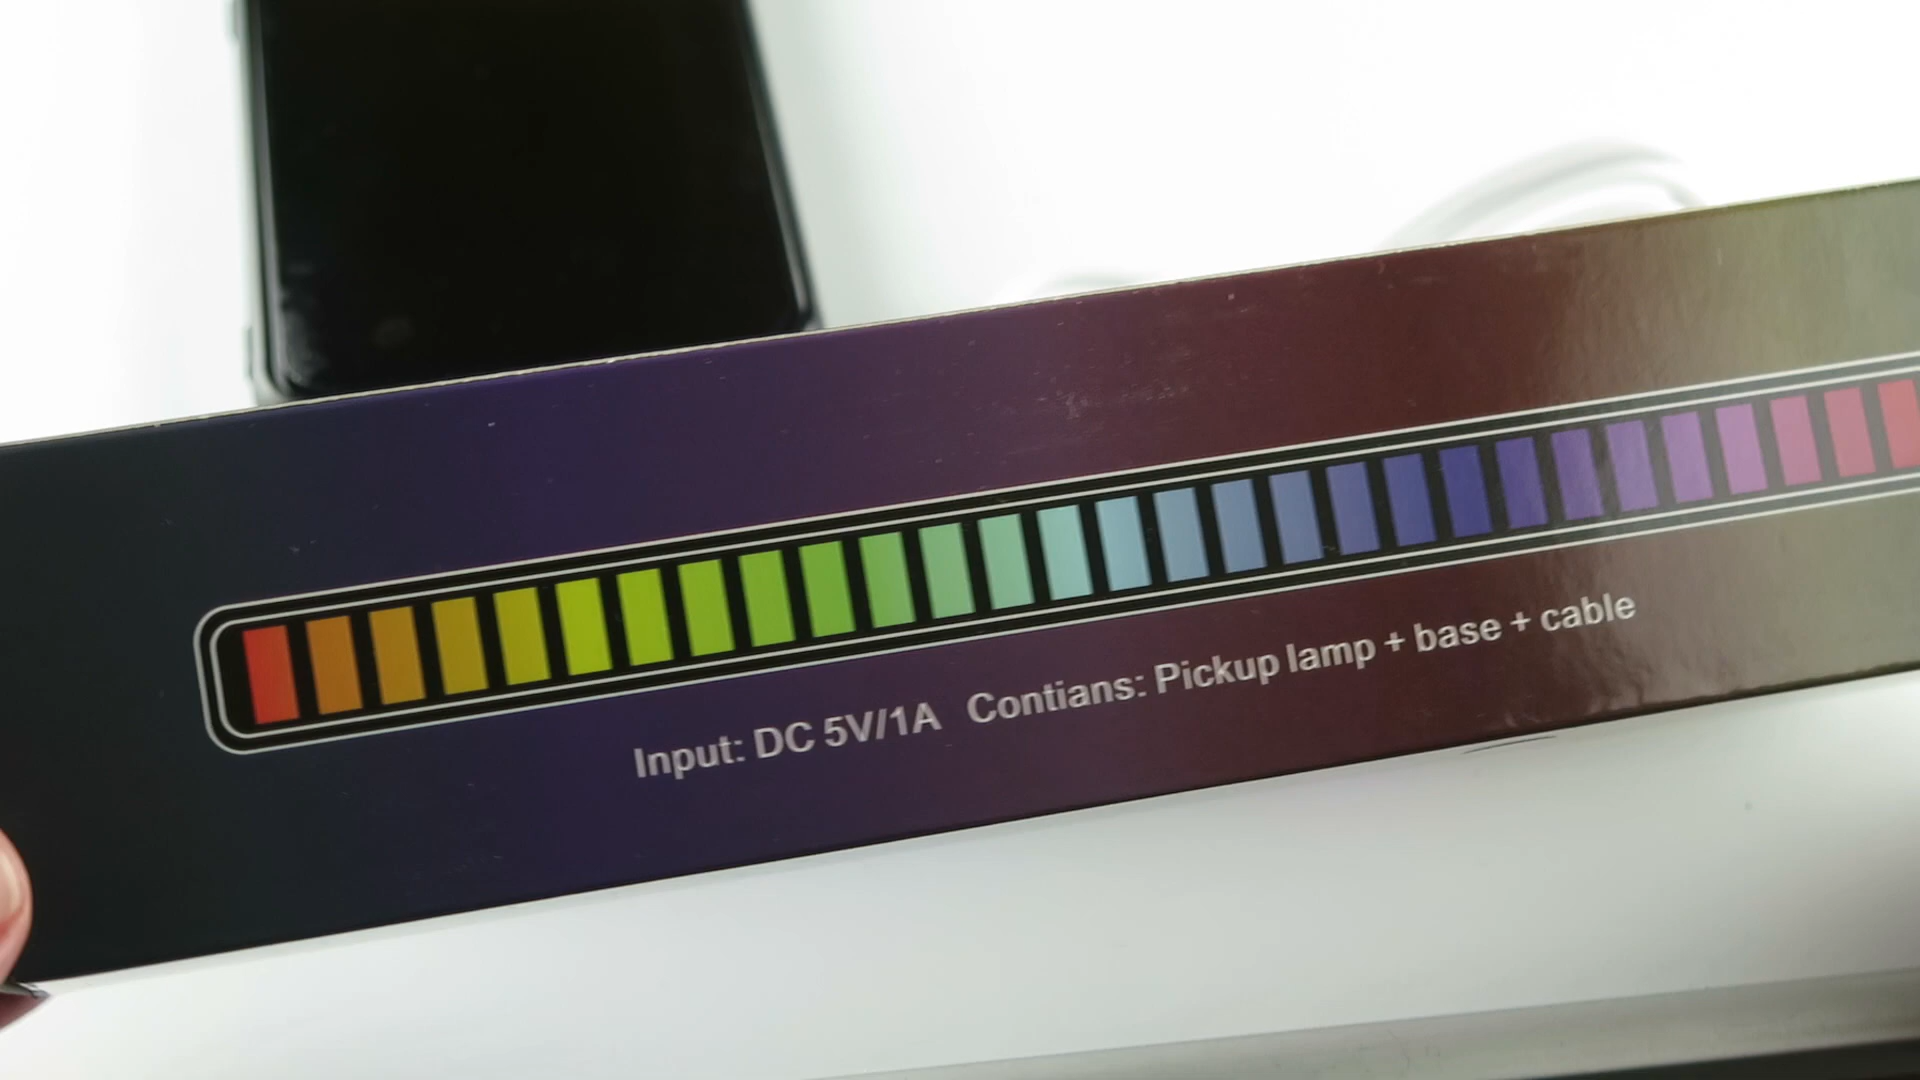 Input: DC 5V/1A Contians: Pickup lamp + base + cable